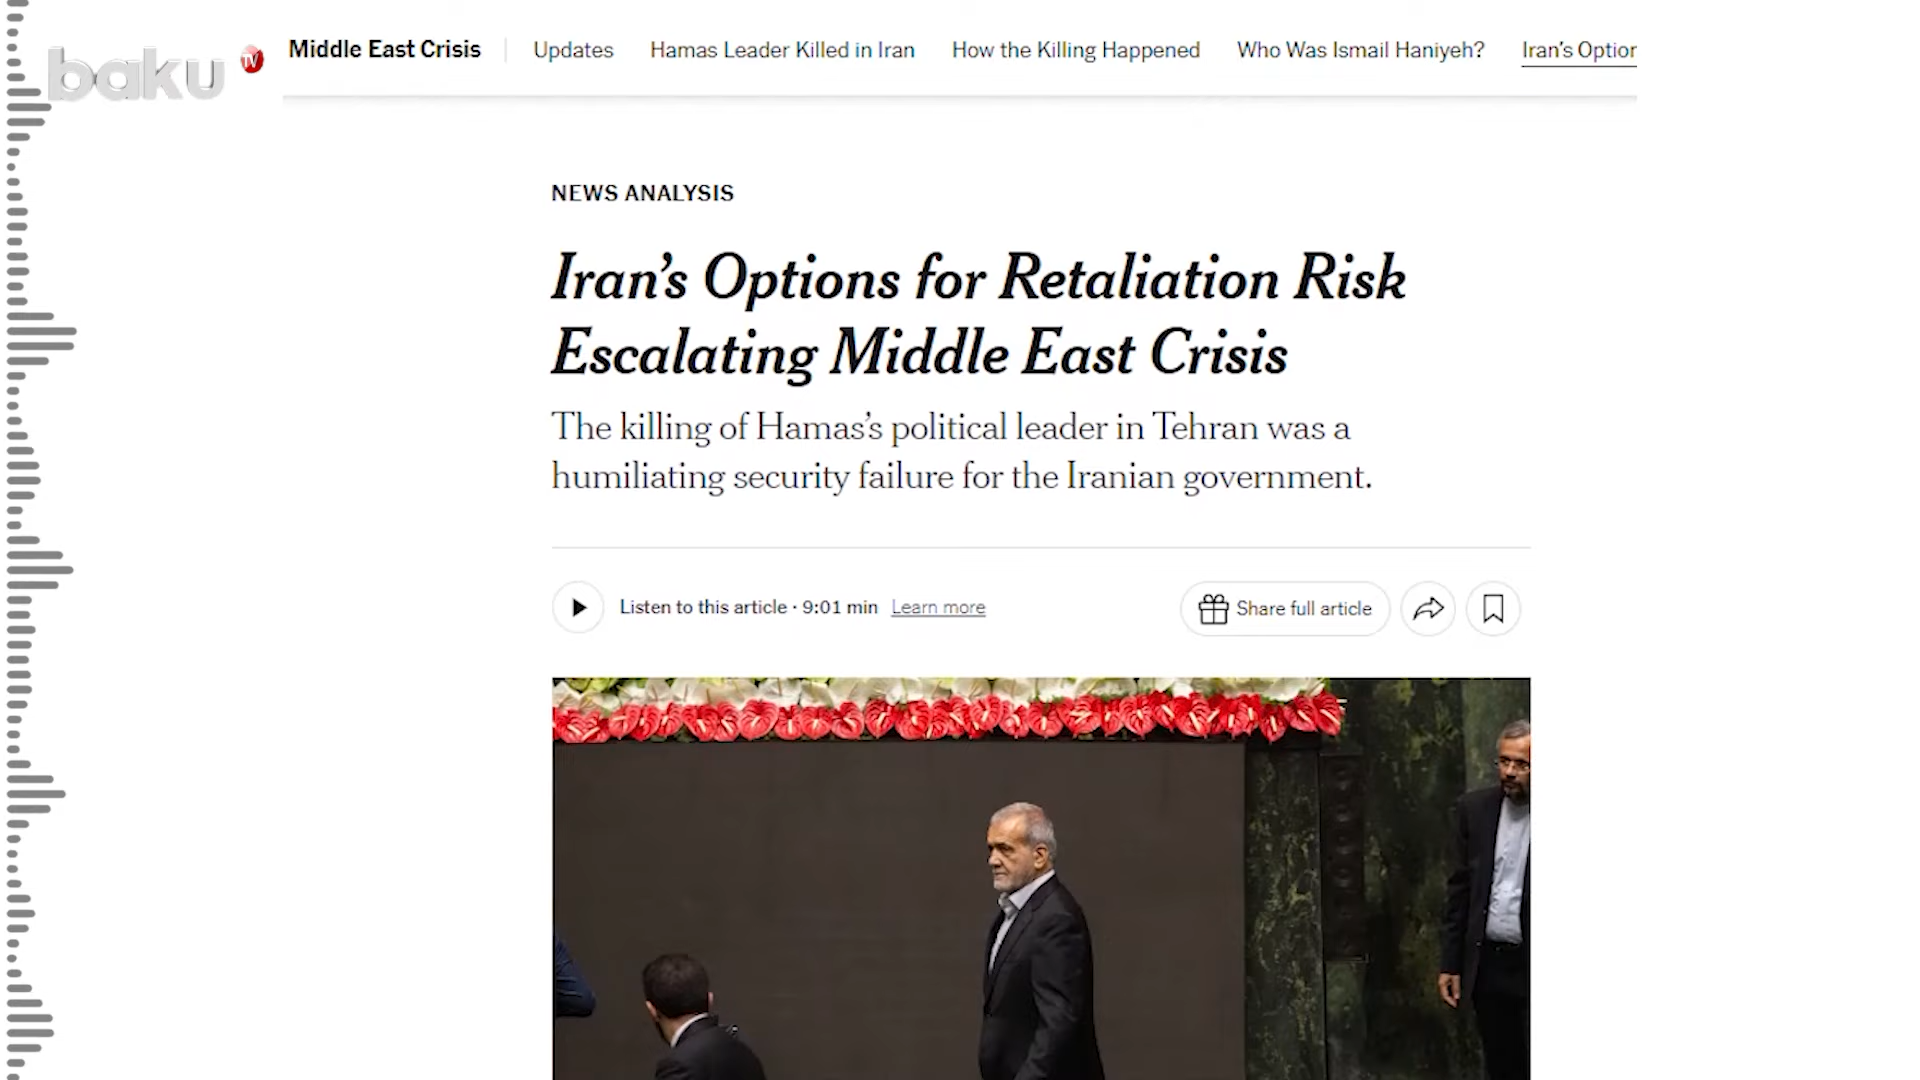 baku TV
Middle East Crisis
Updates
Hamas Leader Killed in Iran
How the Killing Happened
Who Was Ismail Haniyeh?
Iran's Option
NEWS ANALYSIS
Iran's Options for Retaliation Risk
Escalating Middle East Crisis
The killing of Hamas's political leader in Tehran was a
humiliating security failure for the Iranian government.
Listen to this article · 9:01 min Learn more
Share full article